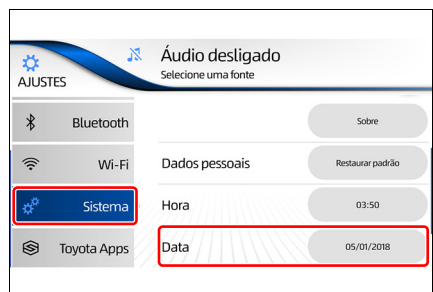 AJUSTES
Áudio desligado
Selecione uma fonte
Bluetooth
Sobre
Wi-Fi
Dados pessoais
Restaurar padrão
Sistema
Hora
03:50
Toyota Apps
Data
05/01/2018